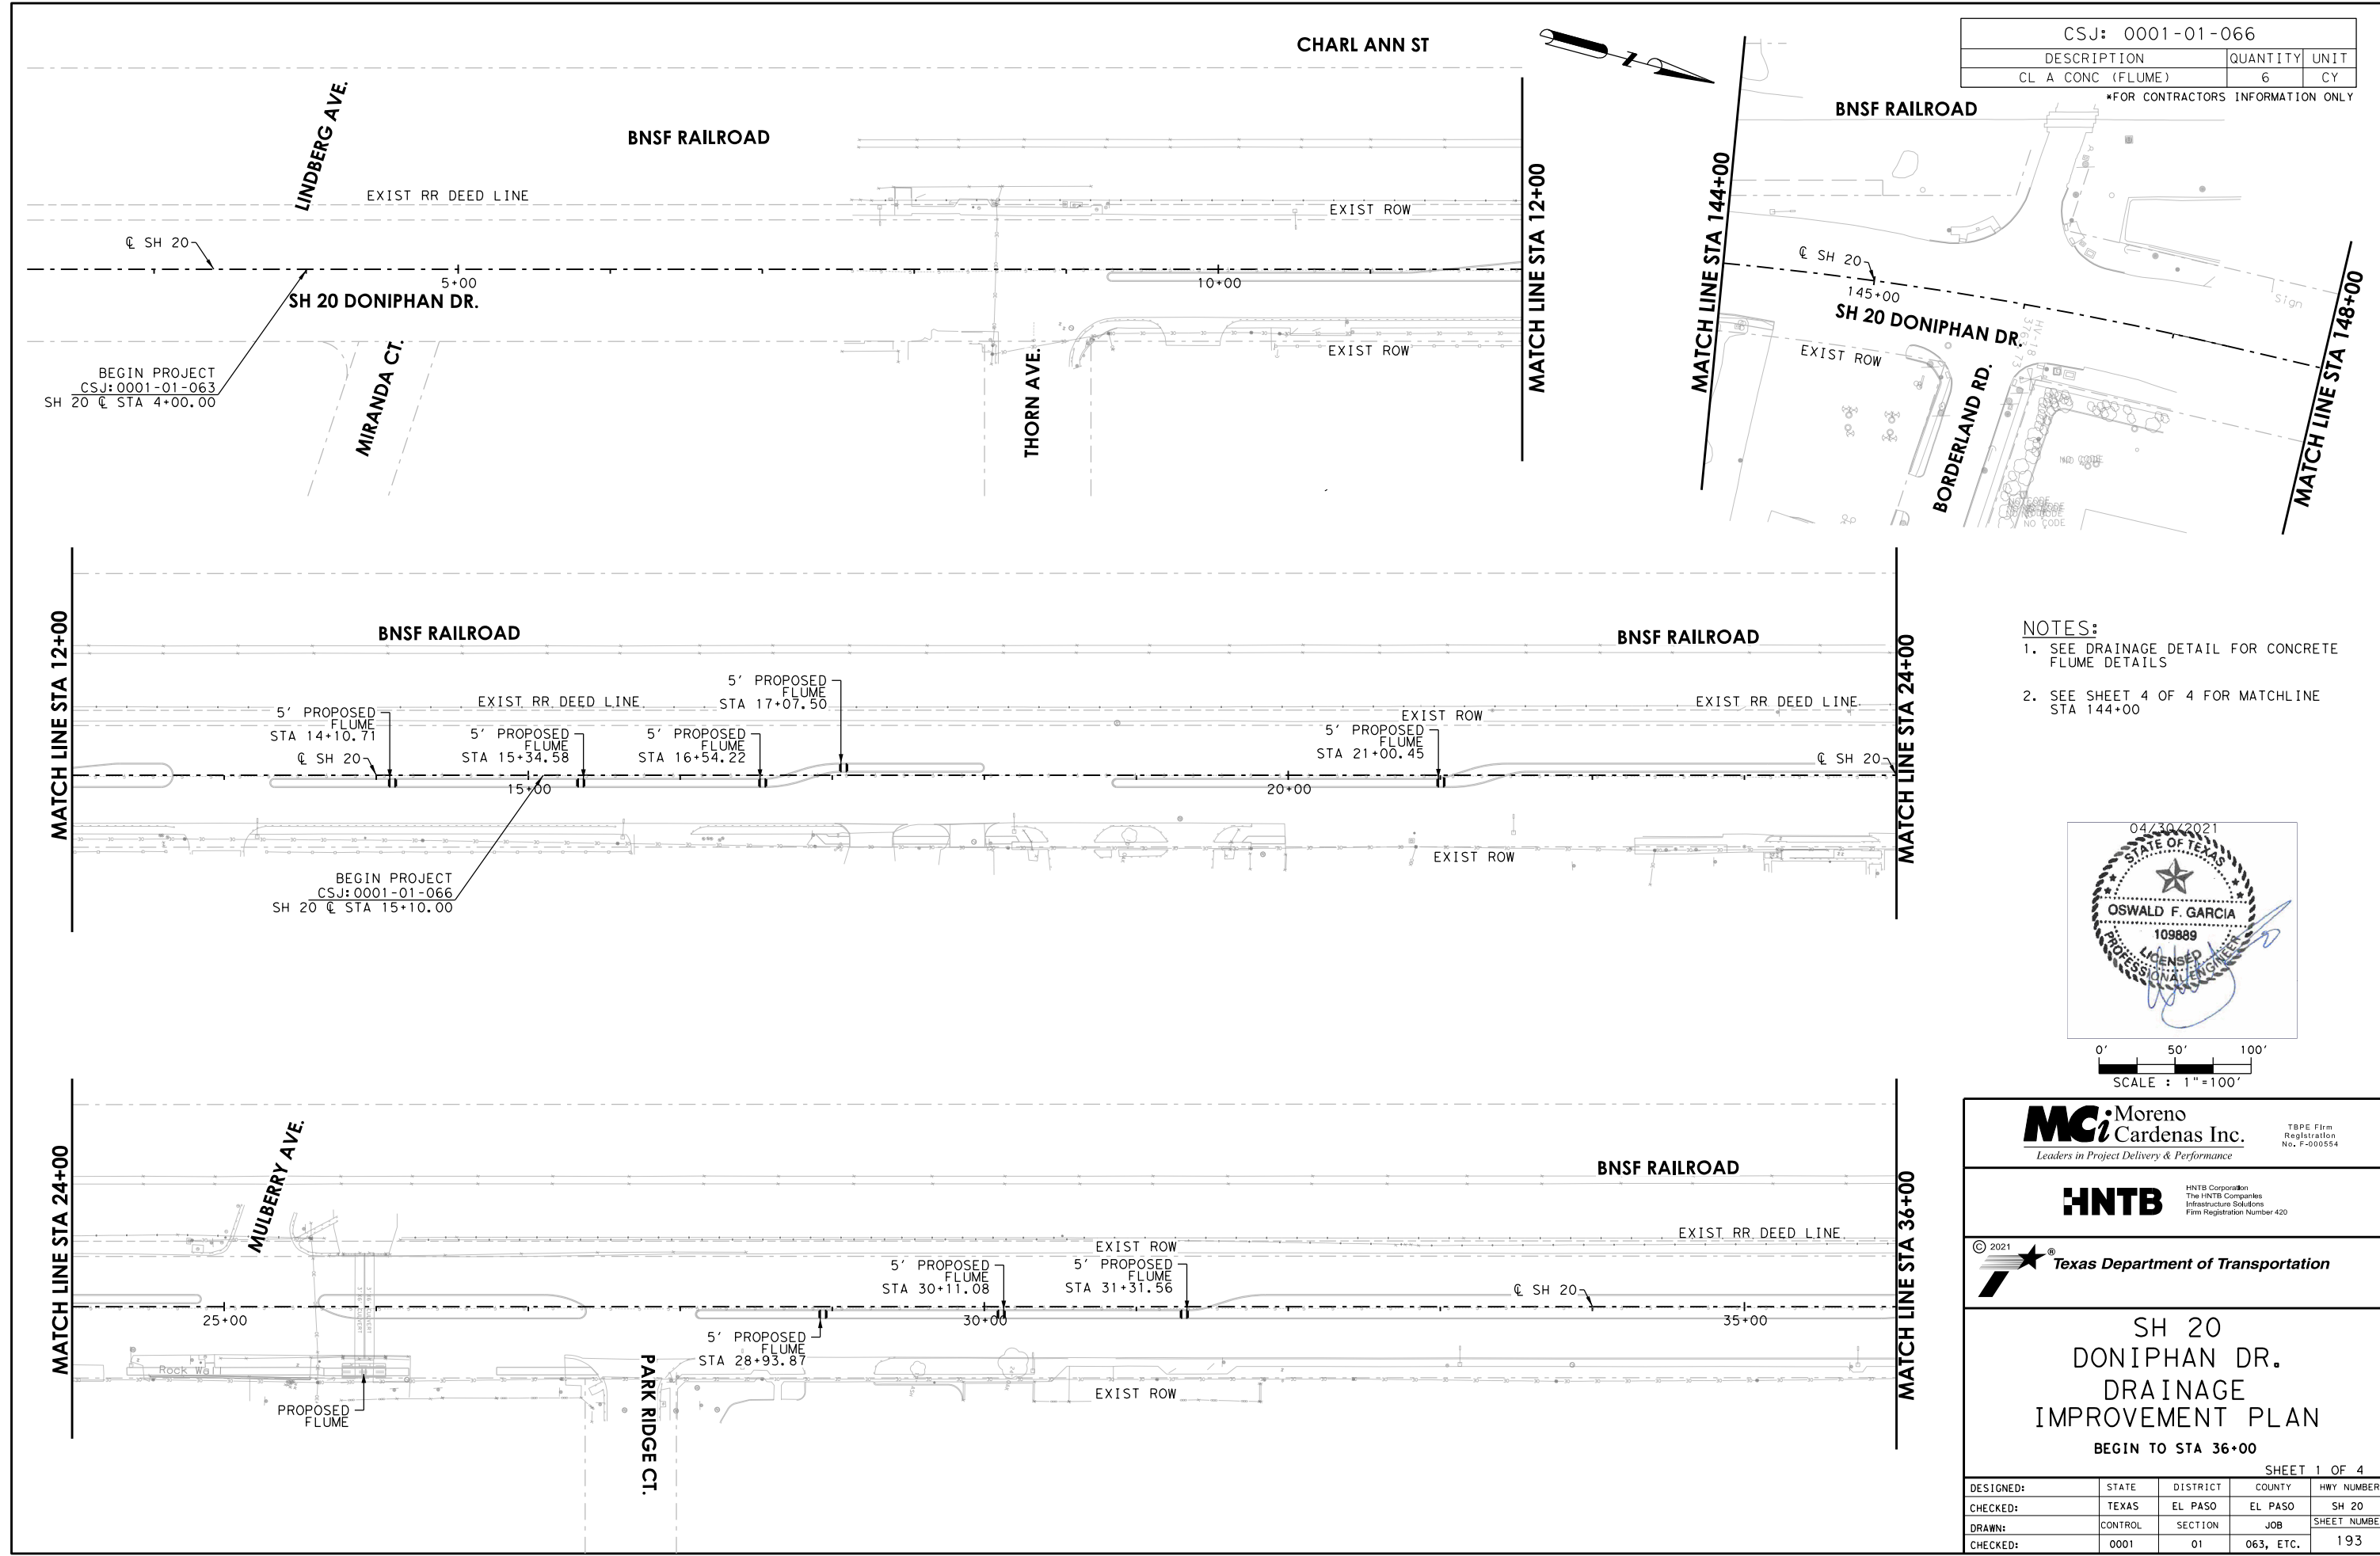 CHARL ANN ST
LINDBERG AVE.
BNSF RAILROAD
EXIST RR DEED LINE
EXIST ROW
℄ SH 20
5+00
10+00
SH 20 DONIPHAN DR.
EXIST ROW
BEGIN PROJECT
CSJ:0001-01-063
SH 20 ℄ STA 4+00.00
MIRANDA CT.
THORN AVE.
MATCH LINE STA 12+00
Z
CSJ: 0001-01-066
DESCRIPTION QUANTITY UNIT
CL A CONC (FLUME) 6 CY
*FOR CONTRACTORS INFORMATION ONLY
BNSF RAILROAD
MATCH LINE STA 144+00
℄ SH 20
145+00
SH 20 DONIPHAN DR.
EXIST ROW
Sign
BORDERLAND RD.
NO CODE
NO CODE
MATCH LINE STA 148+00
MATCH LINE STA 12+00
BNSF RAILROAD
BNSF RAILROAD
5' PROPOSED
FLUME
STA 14+10.71
℄ SH 20
EXIST RR DEED LINE
5' PROPOSED
FLUME
STA 15+34.58
5' PROPOSED
FLUME
STA 16+54.22
5' PROPOSED
FLUME
STA 17+07.50
EXIST ROW
5' PROPOSED
FLUME
STA 21+00.45
EXIST RR DEED LINE
℄ SH 20
15+00
20+00
EXIST ROW
BEGIN PROJECT
CSJ:0001-01-066
SH 20 ℄ STA 15+10.00
MATCH LINE STA 24+00
NOTES:
1. SEE DRAINAGE DETAIL FOR CONCRETE
FLUME DETAILS
2. SEE SHEET 4 OF 4 FOR MATCHLINE
STA 144+00
04/30/2021
STATE OF TEXAS
OSWALD F. GARCIA
109889
LICENSED
PROFESSIONAL ENGINEER
0' 50' 100'
SCALE : 1"=100'
MATCH LINE STA 24+00
MULBERRY AVE.
BNSF RAILROAD
EXIST RR DEED LINE
EXIST ROW
5' PROPOSED
FLUME
STA 30+11.08
5' PROPOSED
FLUME
STA 31+31.56
℄ SH 20
25+00
30+00
35+00
5' PROPOSED
FLUME
STA 28+93.87
Rock Wall
PROPOSED
FLUME
PARK RIDGE CT.
EXIST ROW
MATCH LINE STA 36+00
MCi Moreno
Cardenas Inc.
Leaders in Project Delivery & Performance
TBPE Firm
Registration
No. F-000554
HNTB
HNTB Corporation
The HNTB Companies
Infrastructure Solutions
Firm Registration Number 420
© 2021
®
Texas Department of Transportation
SH 20
DONIPHAN DR.
DRAINAGE
IMPROVEMENT PLAN
BEGIN TO STA 36+00
SHEET 1 OF 4
DESIGNED: STATE DISTRICT COUNTY HWY NUMBER
CHECKED: TEXAS EL PASO EL PASO SH 20
DRAWN: CONTROL SECTION JOB SHEET NUMBE
CHECKED: 0001 01 063, ETC. 193